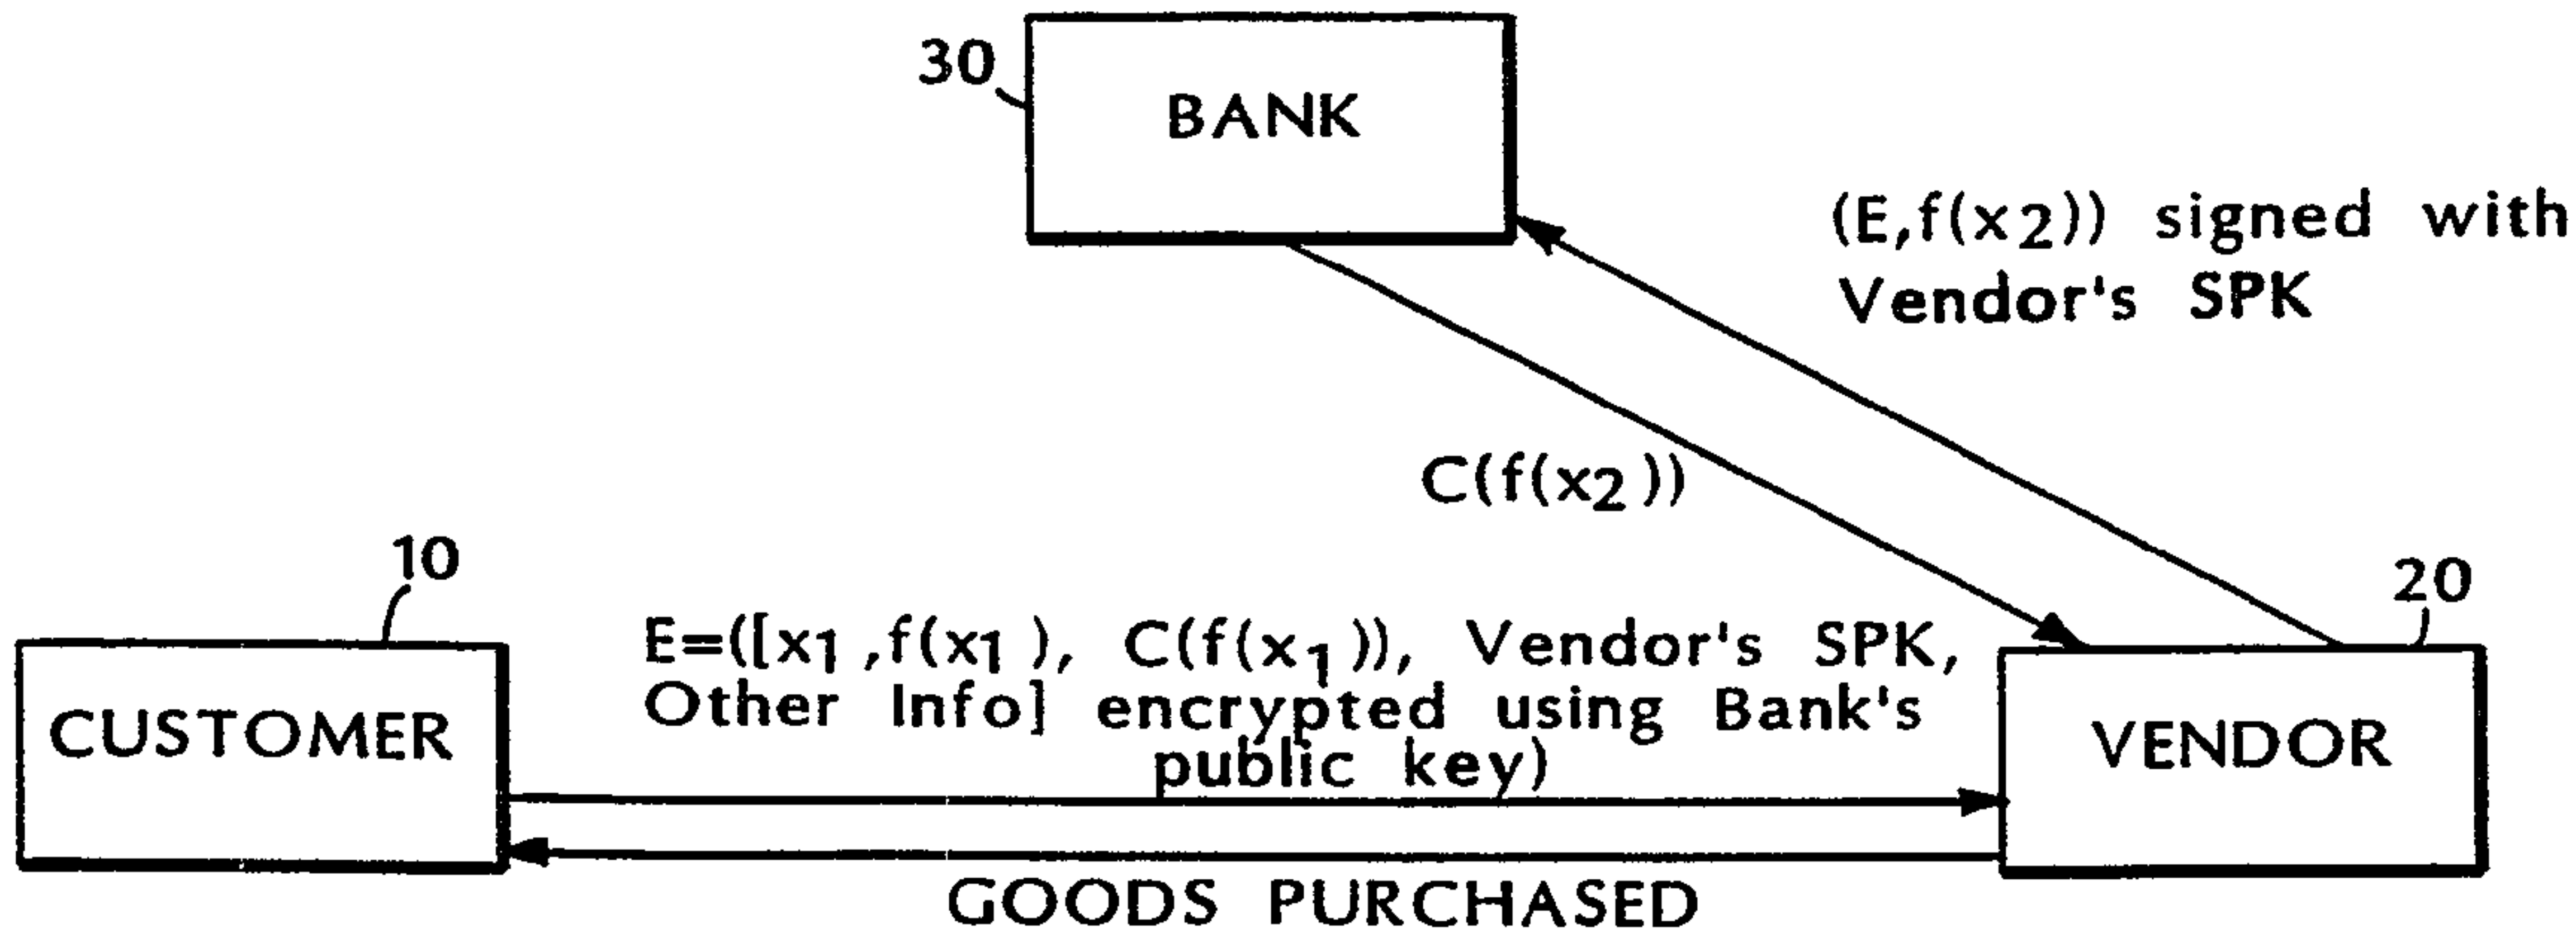 30
BANK
(E,f(x2)) signed with
Vendor's SPK
C(f(x2))
10
20
E=([x1,f(x1), C(f(x1)), Vendor's SPK,
Other Info] encrypted using Bank's
public key)
CUSTOMER
VENDOR
GOODS PURCHASED